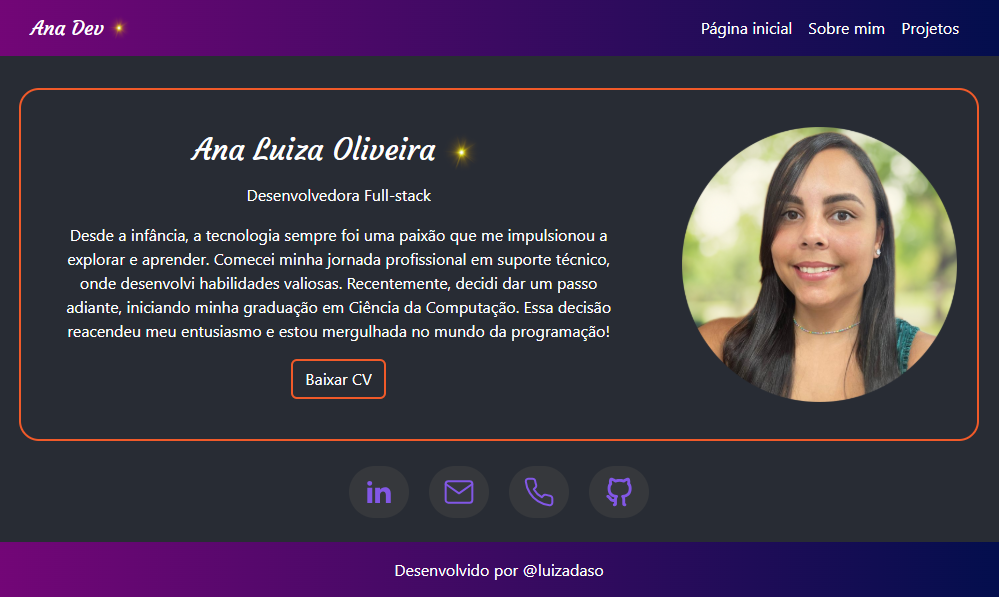 Ana Dev
Página inicial Sobre mim Projetos
Ana Luiza Oliveira
Desenvolvedora Full-stack
Desde a infância, a tecnologia sempre foi uma paixão que me impulsionou a
explorar e aprender. Comecei minha jornada profissional em suporte técnico,
onde desenvolvi habilidades valiosas. Recentemente, decidi dar um passo
adiante, iniciando minha graduação em Ciência da Computação. Essa decisão
reacendeu meu entusiasmo e estou mergulhada no mundo da programação!
Baixar CV
in
Desenvolvido por @luizadaso